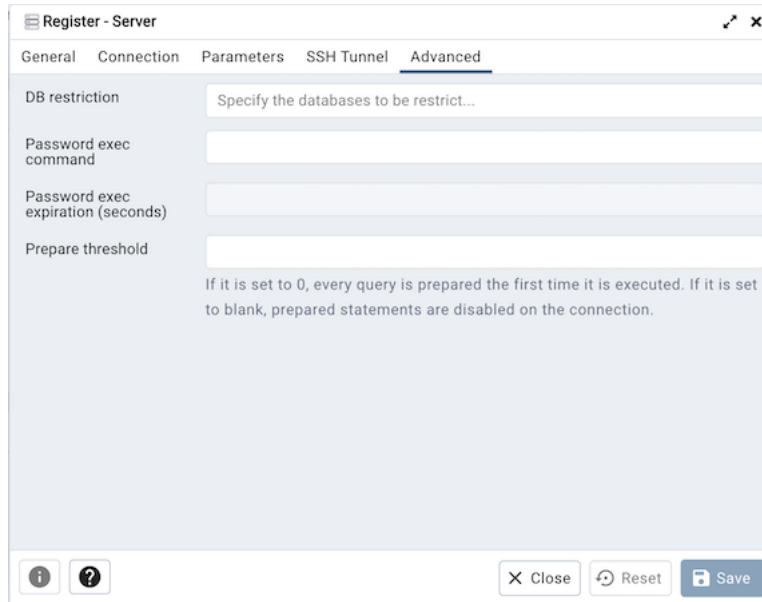 Register - Server
General Connection Parameters SSH Tunnel Advanced
DB restriction
Specify the databases to be restrict...
Password exec
command
Password exec
expiration (seconds)
Prepare threshold
If it is set to 0, every query is prepared the first time it is executed. If it is set
to blank, prepared statements are disabled on the connection.
Close Reset Save